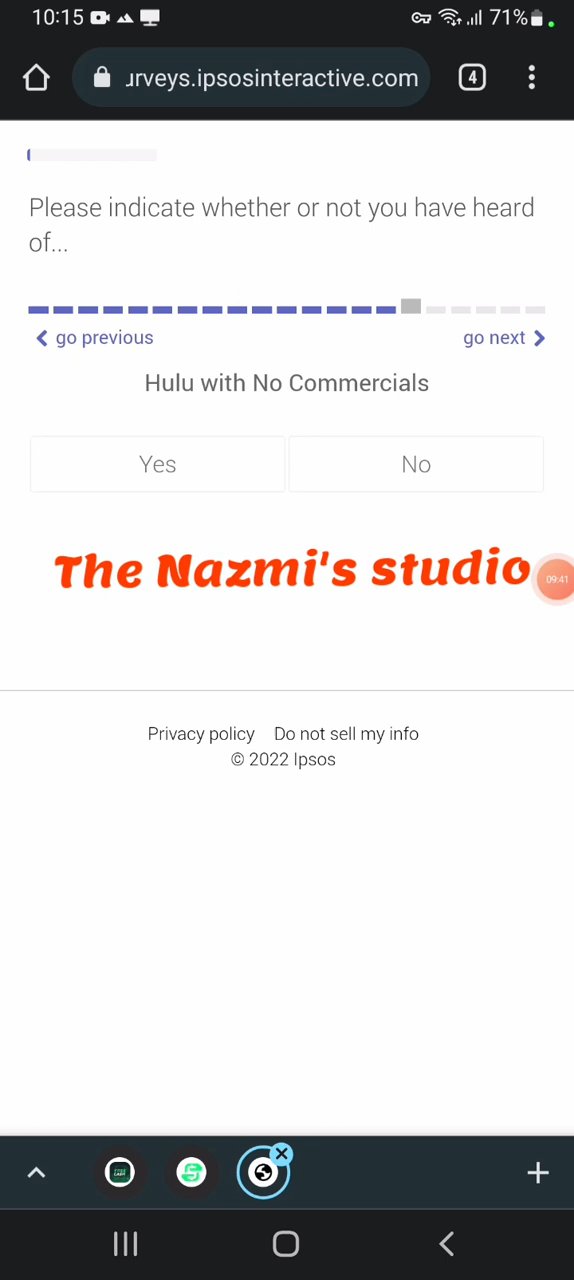 10:15 71%
urveys.ipsosinteractive.com 4
Please indicate whether or not you have heard
of...
go previous go next
Hulu with No Commercials
Yes No
The Nazmi's studio
09:41
Privacy policy Do not sell my info
© 2022 Ipsos